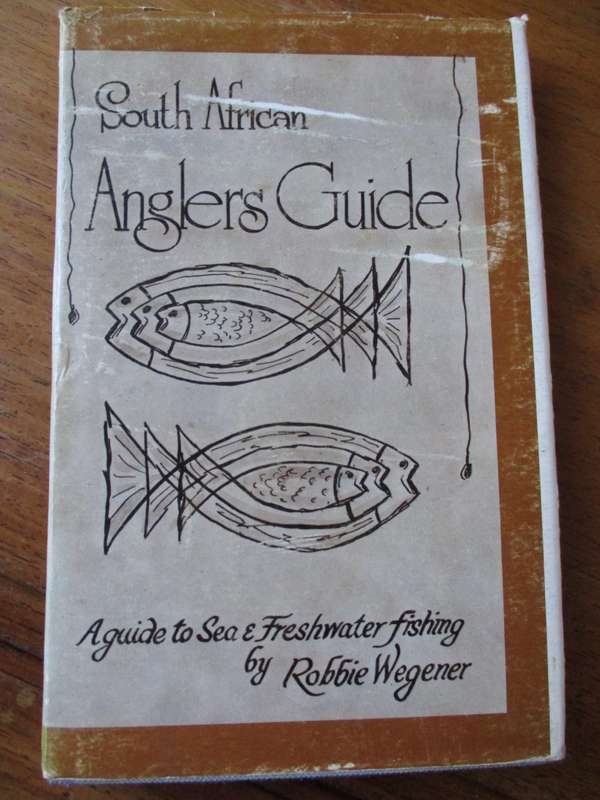 South African
Anglers Guide
A guide to Sea & Freshwater fishing
by Robbie Wegener